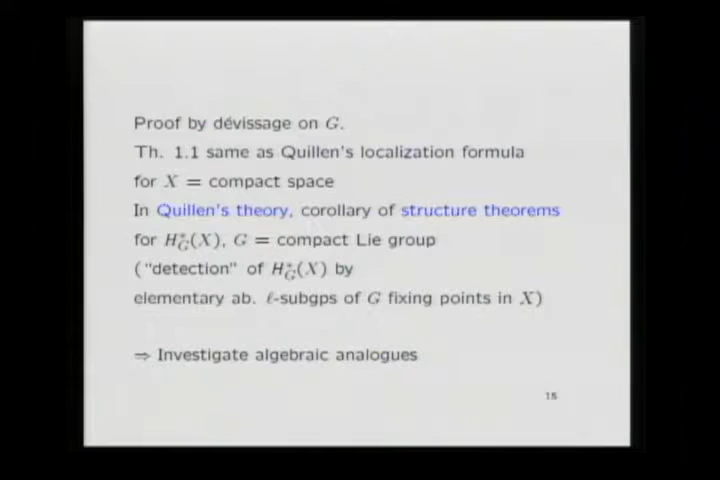 Proof by dévissage on G.
Th. 1.1 same as Quillen's localization formula
for X = compact space
In Quillen's theory, corollary of structure theorems
for H*_G(X), G = compact Lie group
("detection" of H*_G(X) by
elementary ab. ℓ-subgps of G fixing points in X)
⇒ Investigate algebraic analogues
15